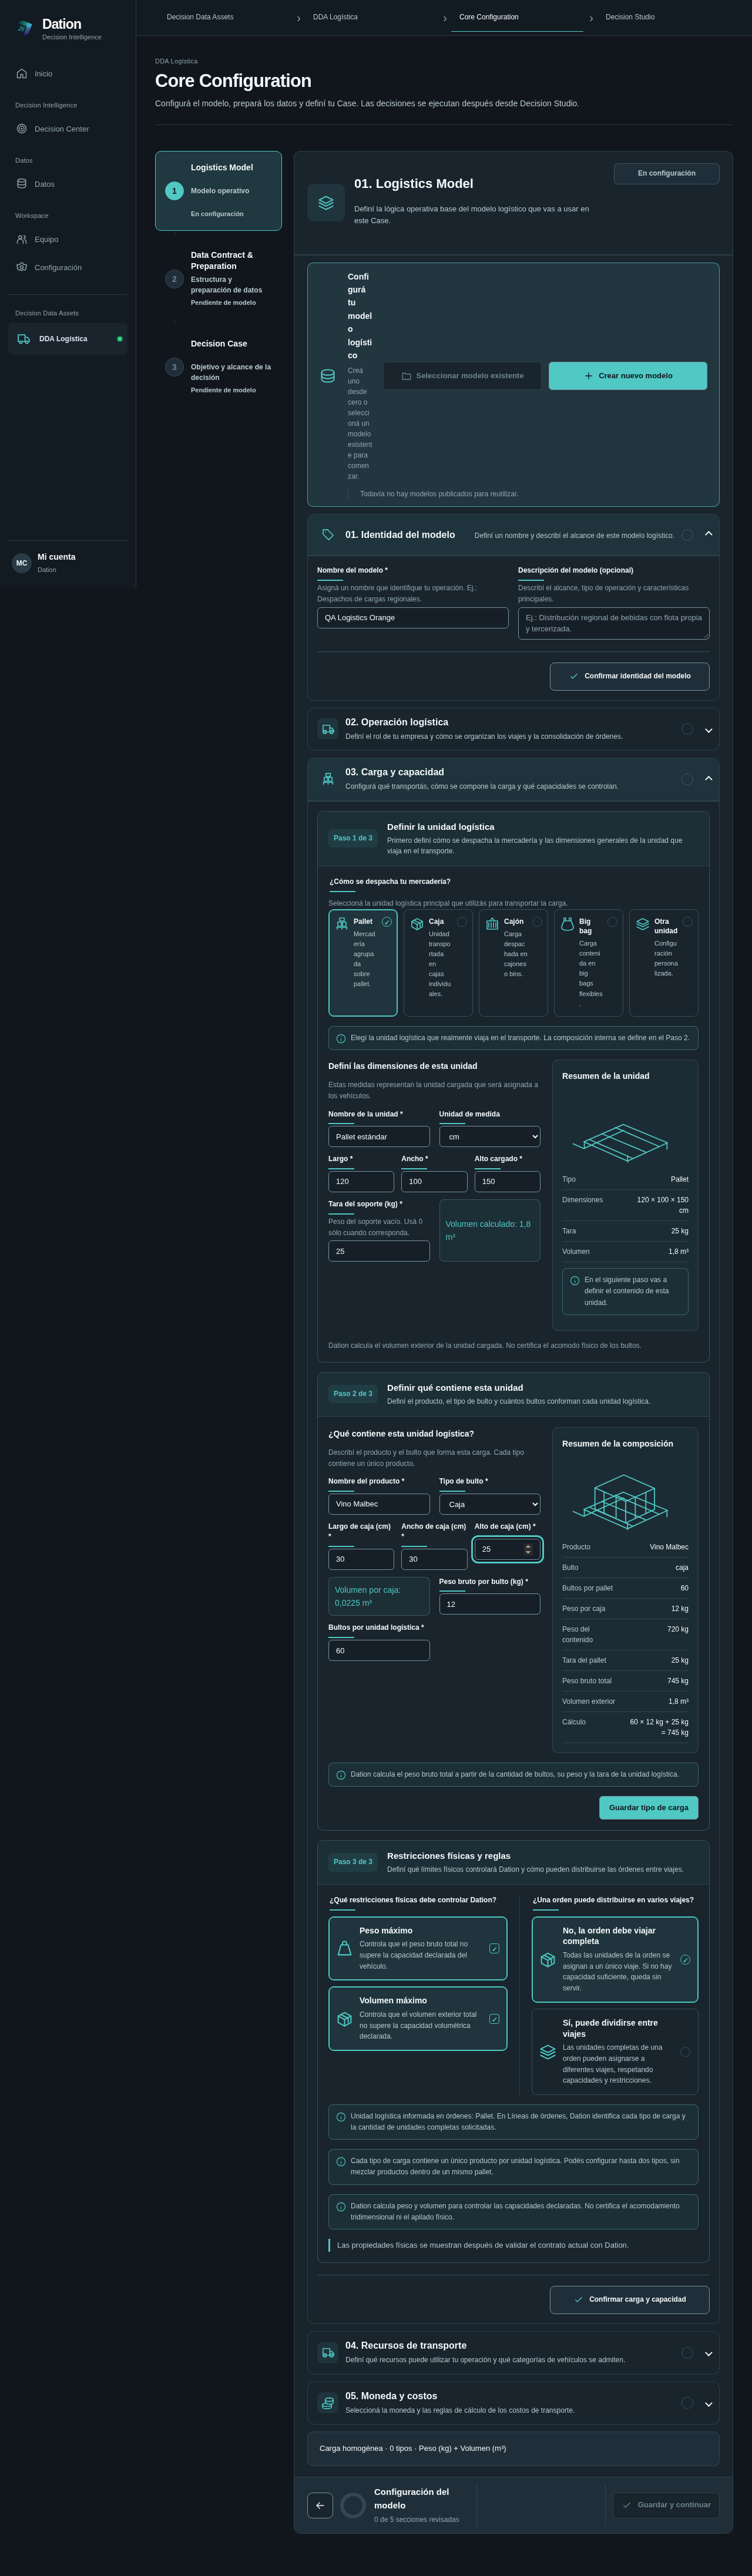 Dation
Decision Intelligence
Inicio
Decision Intelligence
Decision Center
Datos
Datos
Workspace
Equipo
Configuración
Decision Data Assets
DDA Logística
MC
Mi cuenta
Dation
Decision Data Assets
DDA Logística
Core Configuration
Decision Studio
DDA Logística
Core Configuration
Configurá el modelo, prepará los datos y definí tu Case. Las decisiones se ejecutan después desde Decision Studio.
Logistics Model
1
Modelo operativo
En configuración
Data Contract &
Preparation
2
Estructura y
preparación de datos
Pendiente de modelo
Decision Case
3
Objetivo y alcance de la
decisión
Pendiente de modelo
En configuración
01. Logistics Model
Definí la lógica operativa base del modelo logístico que vas a usar en
este Case.
Confi
gurá
tu
model
o
logísti
co
Creá
uno
desde
cero o
selecci
oná un
modelo
existent
e para
comen
zar.
Seleccionar modelo existente
Crear nuevo modelo
Todavía no hay modelos publicados para reutilizar.
01. Identidad del modelo
Definí un nombre y describí el alcance de este modelo logístico.
Nombre del modelo *
Asigná un nombre que identifique tu operación. Ej.:
Despachos de cargas regionales.
QA Logistics Orange
Descripción del modelo (opcional)
Describí el alcance, tipo de operación y características
principales.
Ej.: Distribución regional de bebidas con flota propia
y tercerizada.
Confirmar identidad del modelo
02. Operación logística
Definí el rol de tu empresa y cómo se organizan los viajes y la consolidación de órdenes.
03. Carga y capacidad
Configurá qué transportás, cómo se compone la carga y qué capacidades se controlan.
Paso 1 de 3
Definir la unidad logística
Primero definí cómo se despacha la mercadería y las dimensiones generales de la unidad que
viaja en el transporte.
¿Cómo se despacha tu mercadería?
Seleccioná la unidad logística principal que utilizás para transportar la carga.
Pallet
Mercad
ería
agrupa
da
sobre
pallet.
Caja
Unidad
transpo
rtada
en
cajas
individu
ales.
Cajón
Carga
despac
hada en
cajones
o bins.
Big
bag
Carga
conteni
da en
big
bags
flexibles
.
Otra
unidad
Configu
ración
persona
lizada.
Elegí la unidad logística que realmente viaja en el transporte. La composición interna se define en el Paso 2.
Definí las dimensiones de esta unidad
Estas medidas representan la unidad cargada que será asignada a
los vehículos.
Nombre de la unidad *
Pallet estándar
Unidad de medida
cm
Largo *
120
Ancho *
100
Alto cargado *
150
Tara del soporte (kg) *
Peso del soporte vacío. Usá 0
sólo cuando corresponda.
25
Volumen calculado: 1,8
m³
Resumen de la unidad
Tipo
Pallet
Dimensiones
120 × 100 × 150
cm
Tara
25 kg
Volumen
1,8 m³
En el siguiente paso vas a
definir el contenido de esta
unidad.
Dation calcula el volumen exterior de la unidad cargada. No certifica el acomodo físico de los bultos.
Paso 2 de 3
Definir qué contiene esta unidad
Definí el producto, el tipo de bulto y cuántos bultos conforman cada unidad logística.
¿Qué contiene esta unidad logística?
Describí el producto y el bulto que forma esta carga. Cada tipo
contiene un único producto.
Nombre del producto *
Vino Malbec
Tipo de bulto *
Caja
Largo de caja (cm)
*
30
Ancho de caja (cm)
*
30
Alto de caja (cm) *
25
Volumen por caja:
0,0225 m³
Peso bruto por bulto (kg) *
12
Bultos por unidad logística *
60
Resumen de la composición
Producto
Vino Malbec
Bulto
caja
Bultos por pallet
60
Peso por caja
12 kg
Peso del
contenido
720 kg
Tara del pallet
25 kg
Peso bruto total
745 kg
Volumen exterior
1,8 m³
Cálculo
60 × 12 kg + 25 kg
= 745 kg
Dation calcula el peso bruto total a partir de la cantidad de bultos, su peso y la tara de la unidad logística.
Guardar tipo de carga
Paso 3 de 3
Restricciones físicas y reglas
Definí qué límites físicos controlará Dation y cómo pueden distribuirse las órdenes entre viajes.
¿Qué restricciones físicas debe controlar Dation?
Peso máximo
Controla que el peso bruto total no
supere la capacidad declarada del
vehículo.
Volumen máximo
Controla que el volumen exterior total
no supere la capacidad volumétrica
declarada.
¿Una orden puede distribuirse en varios viajes?
No, la orden debe viajar
completa
Todas las unidades de la orden se
asignan a un único viaje. Si no hay
capacidad suficiente, queda sin
servir.
Sí, puede dividirse entre
viajes
Las unidades completas de una
orden pueden asignarse a
diferentes viajes, respetando
capacidades y restricciones.
Unidad logística informada en órdenes: Pallet. En Líneas de órdenes, Dation identifica cada tipo de carga y
la cantidad de unidades completas solicitadas.
Cada tipo de carga contiene un único producto por unidad logística. Podés configurar hasta dos tipos, sin
mezclar productos dentro de un mismo pallet.
Dation calcula peso y volumen para controlar las capacidades declaradas. No certifica el acomodamiento
tridimensional ni el apilado físico.
Las propiedades físicas se muestran después de validar el contrato actual con Dation.
Confirmar carga y capacidad
04. Recursos de transporte
Definí qué recursos puede utilizar tu operación y qué categorías de vehículos se admiten.
05. Moneda y costos
Seleccioná la moneda y las reglas de cálculo de los costos de transporte.
Carga homogénea · 0 tipos · Peso (kg) + Volumen (m³)
Configuración del
modelo
0 de 5 secciones revisadas
Guardar y continuar